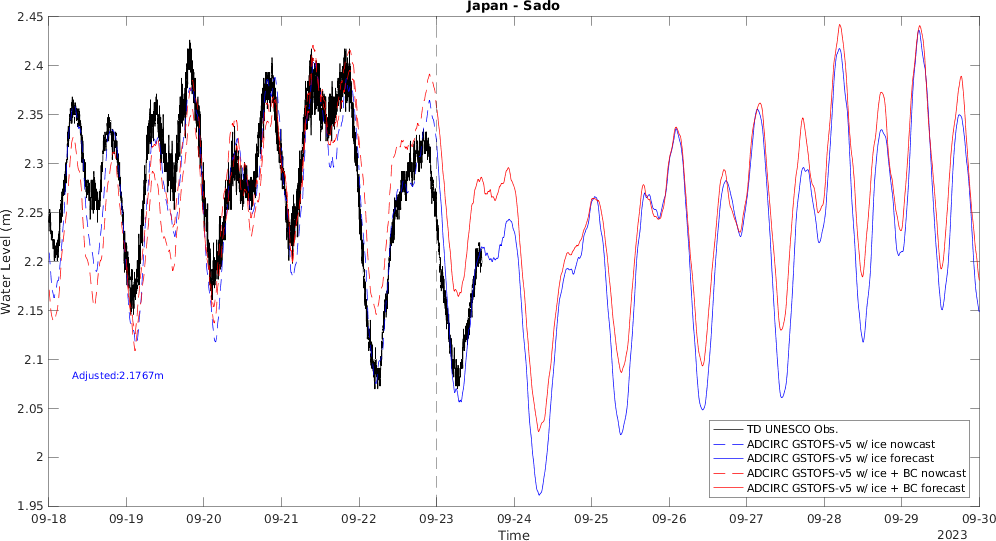 Japan - Sado
2.45
2.4
2.35
2.3
2.25
2.2
2.15
2.1
2.05
2
1.95
Water Level (m)
Adjusted:2.1767m
TD UNESCO Obs.
ADCIRC GSTOFS-v5 w/ ice nowcast
ADCIRC GSTOFS-v5 w/ ice forecast
ADCIRC GSTOFS-v5 w/ ice + BC nowcast
ADCIRC GSTOFS-v5 w/ ice + BC forecast
09-18 09-19 09-20 09-21 09-22 09-23 09-24 09-25 09-26 09-27 09-28 09-29 09-30
Time
2023